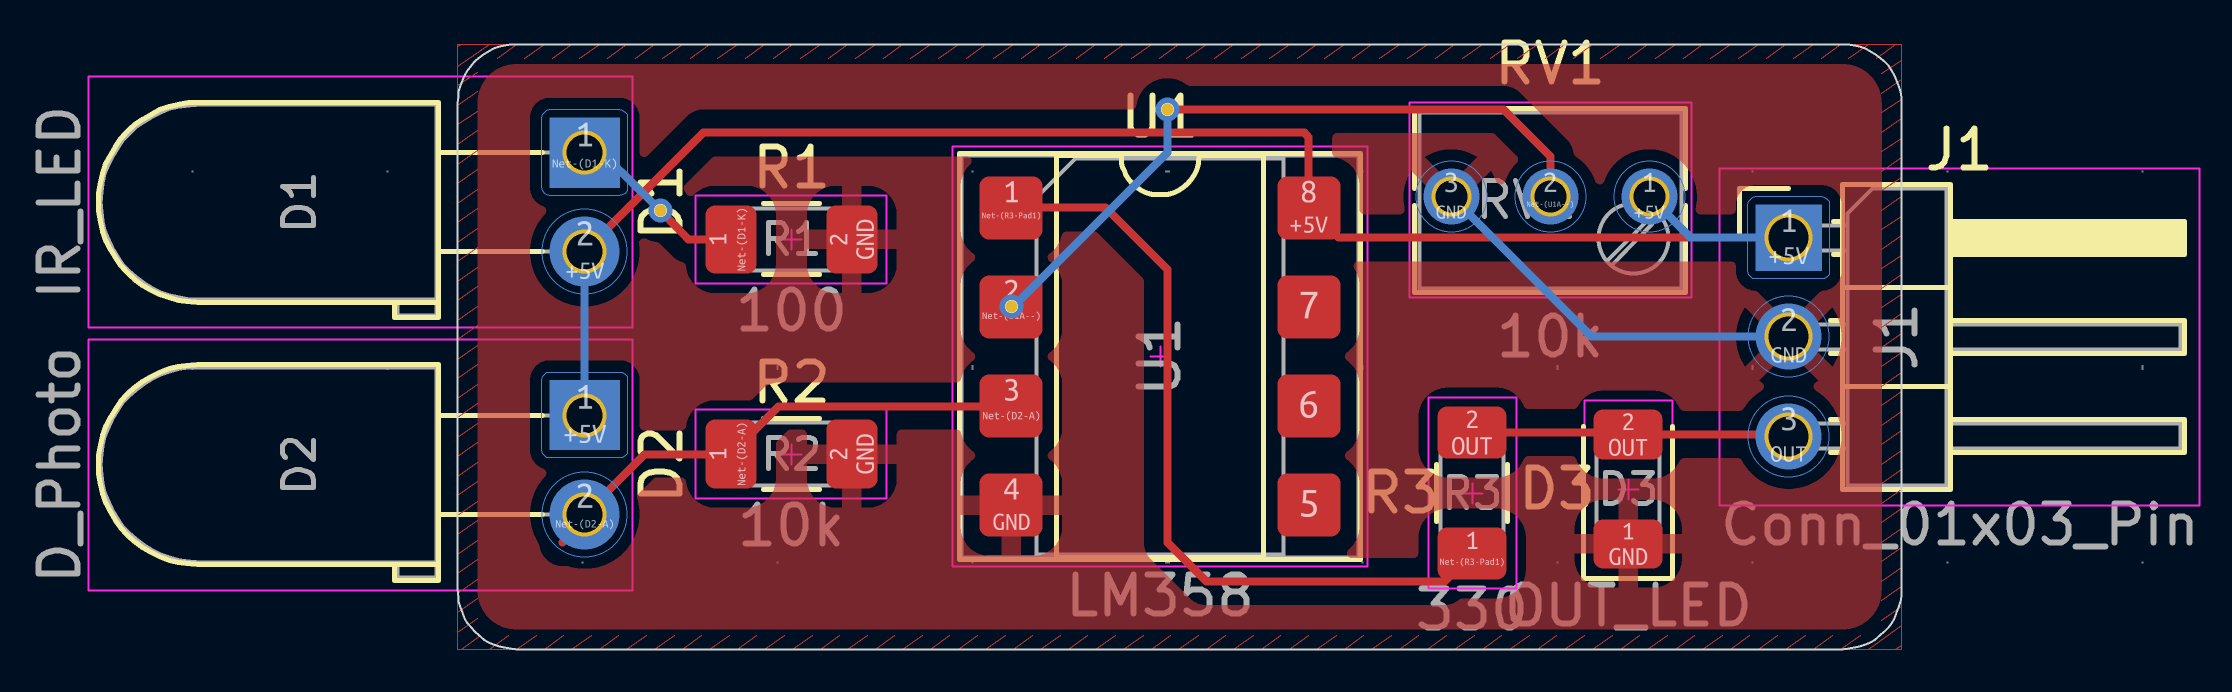 IR_LED
D1
1
Net-(D1-K)
2
+5V
D1
R1
1
Net-(D1-K)
R1
2
GND
100
D_Photo
D2
1
+5V
2
Net-(D2-A)
D2
R2
1
Net-(D2-A)
R2
2
GND
10k
U1
1
Net-(R3-Pad1)
2
Net-(U1A--)
3
Net-(D2-A)
4
GND
U1
8
+5V
7
6
5
LM358
RV1
3
GND
2
Net-(U1A--)
1
+5V
10k
R3
2
OUT
R3
1
Net-(R3-Pad1)
330
D3
2
OUT
D3
1
GND
OUT_LED
J1
1
+5V
2
GND
3
OUT
J1
Conn_01x03_Pin